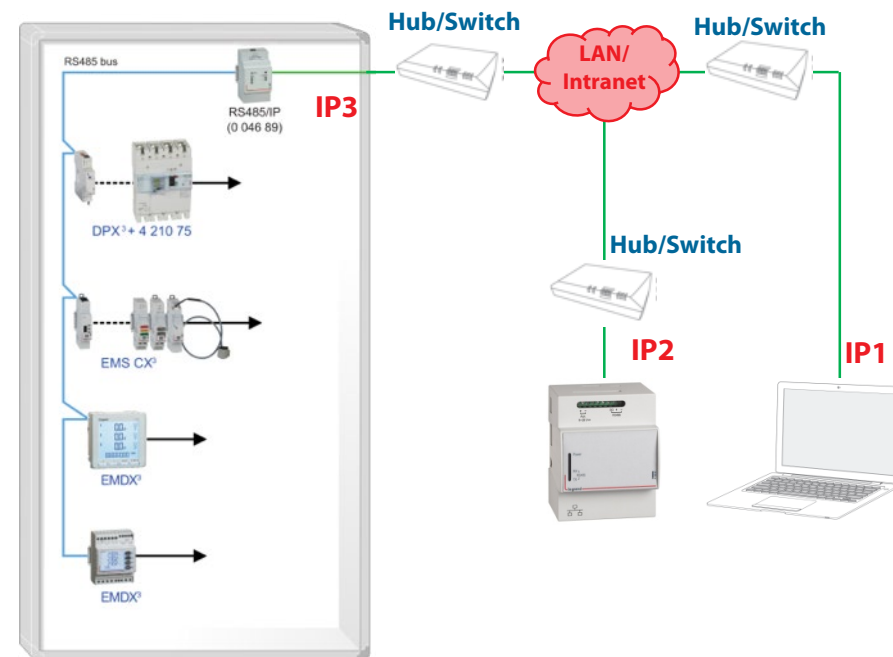 Hub/Switch
Hub/Switch
LAN/
Intranet
RS485 bus
RS485/IP
(0 046 89)
IP3
DPX³+ 4 210 75
Hub/Switch
IP2
IP1
EMS CX³
EMDX³
EMDX³